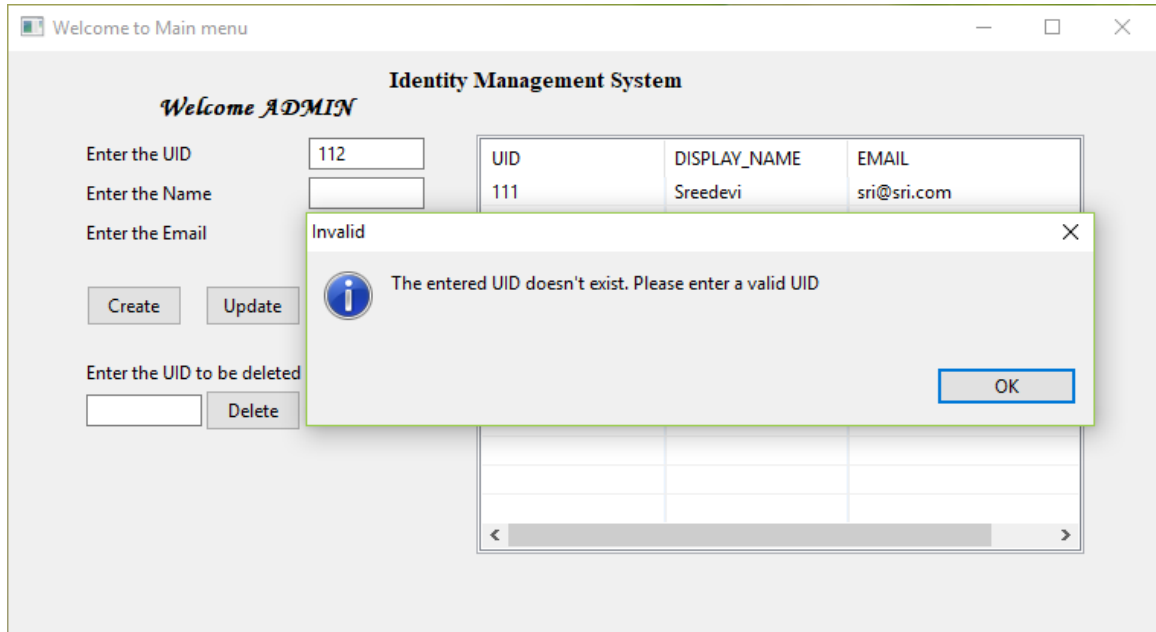 Welcome to Main menu
Identity Management System
Welcome ADMIN
Enter the UID 112
Enter the Name
Enter the Email
Create Update
Enter the UID to be deleted
Delete
UID DISPLAY_NAME EMAIL
111 Sreedevi sri@sri.com
Invalid
The entered UID doesn't exist. Please enter a valid UID
OK